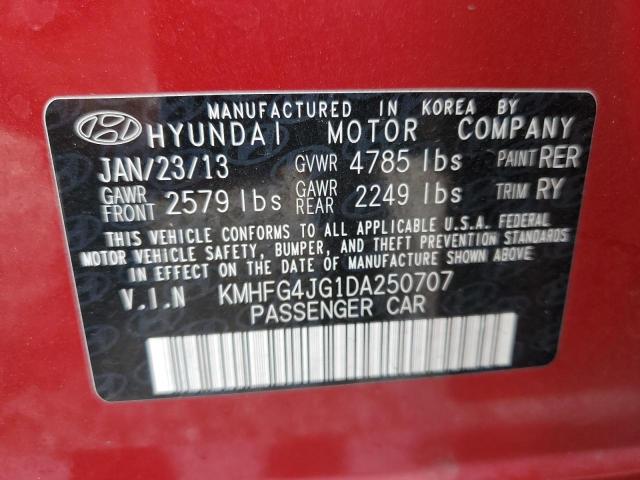 MANUFACTURED IN KOREA BY
HYUNDAI MOTOR COMPANY
JAN/23/13 GVWR 4785 lbs PAINT RER
GAWR FRONT 2579 lbs GAWR REAR 2249 lbs TRIM RY
THIS VEHICLE CONFORMS TO ALL APPLICABLE U.S.A. FEDERAL
MOTOR VEHICLE SAFETY, BUMPER, AND THEFT PREVENTION STANDARDS
IN EFFECT ON THE DATE OF MANUFACTURE SHOWN ABOVE.
V.I.N KMHFG4JG1DA250707
PASSENGER CAR